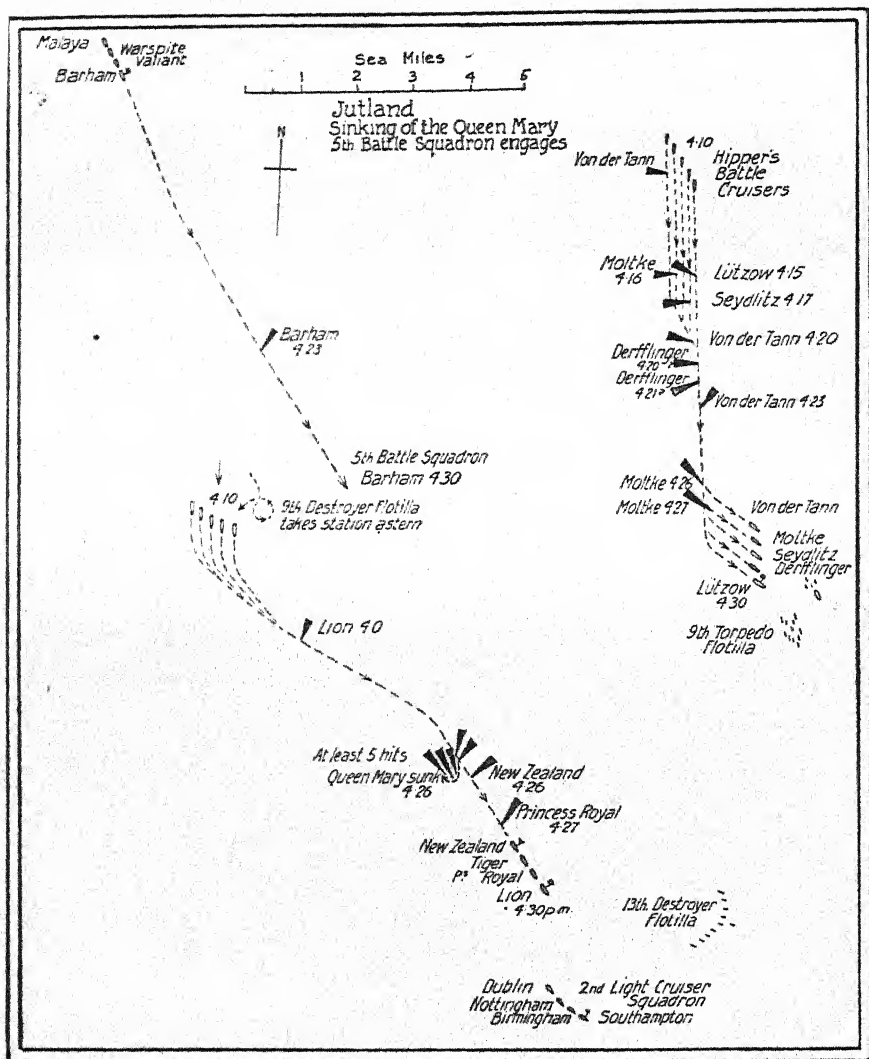 Malaya
Warspite
Valiant
Barham
Sea Miles
1 2 3 4 5
Jutland
Sinking of the Queen Mary
5th Battle Squadron engages
N
4·10
Von der Tann
Hipper's
Battle
Cruisers
Moltke
4·16
Lützow 4·15
Seydlitz 4·17
Barham
4·23
Von der Tann 4·20
Derfflinger
4·20
Derfflinger
4·21?
Von der Tann 4·23
5th Battle Squadron
Barham 4·30
4·10
9th Destroyer Flotilla
takes station astern
Moltke 4·26
Moltke 4·27
Von der Tann
Moltke
Seydlitz
Derfflinger
Lützow
4·30
9th Torpedo
Flotilla
Lion 4·0
At least 5 hits
Queen Mary sunk
4·26
New Zealand
4·26
Princess Royal
4·27
New Zealand
Tiger
Ps Royal
Lion
4·30p.m.
13th Destroyer
Flotilla
Dublin
Nottingham
Birmingham
2nd Light Cruiser
Squadron
Southampton